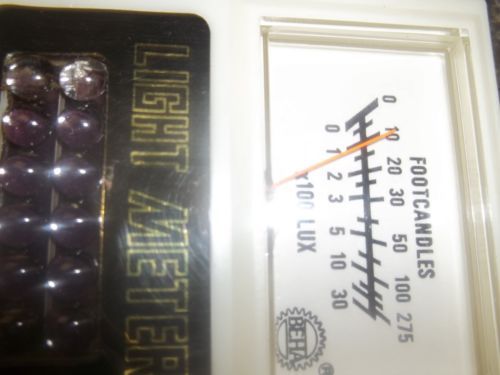 LIGHT METER
FOOTCANDLES
0 10 20 30 50 100 275
0 1 2 3 5 10 30
x100 LUX
BEHA
®